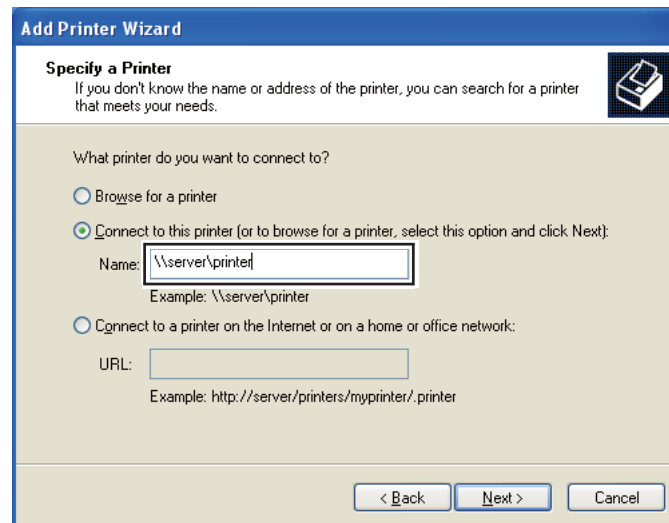 Add Printer Wizard
Specify a Printer
If you don't know the name or address of the printer, you can search for a printer
that meets your needs.
What printer do you want to connect to?
Browse for a printer
Connect to this printer (or to browse for a printer, select this option and click Next):
Name: \\server\printer
Example: \\server\printer
Connect to a printer on the Internet or on a home or office network:
URL:
Example: http://server/printers/myprinter/.printer
< Back Next > Cancel